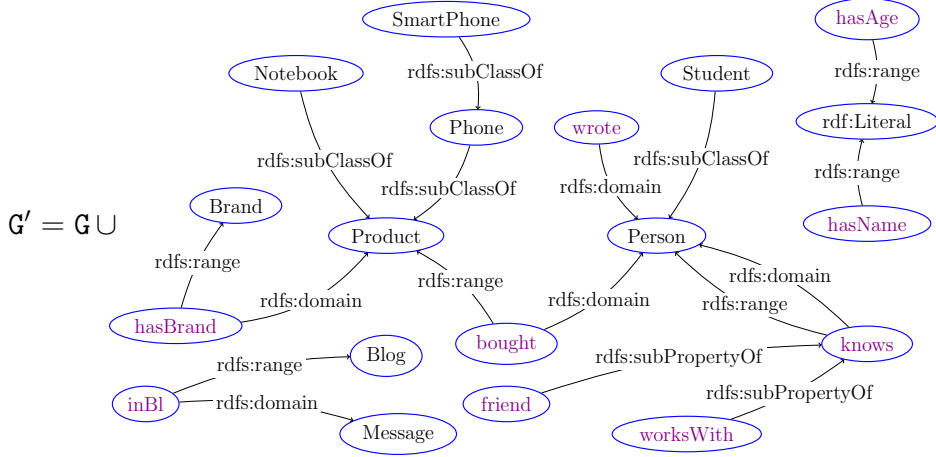 SmartPhone
hasAge
rdfs:subClassOf
rdfs:range
Notebook
Student
Phone
wrote
rdf:Literal
rdfs:subClassOf
rdfs:subClassOf
rdfs:domain
rdfs:subClassOf
rdfs:range
Brand
G′ = G ∪
Product
Person
hasName
rdfs:range
rdfs:range
rdfs:domain
rdfs:domain
rdfs:domain
rdfs:range
hasBrand
bought
knows
Blog
rdfs:range
rdfs:subPropertyOf
rdfs:subPropertyOf
inBl
rdfs:domain
friend
Message
worksWith